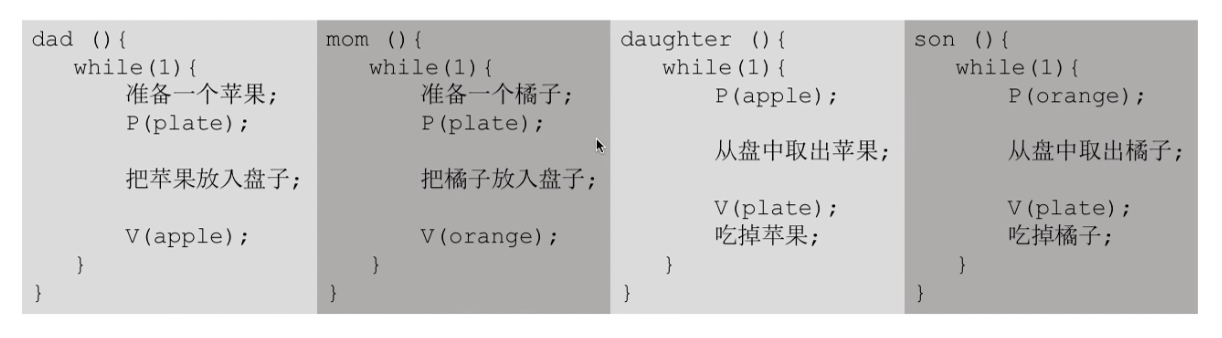 dad (){
while(1){
准备一个苹果;
P(plate);
把苹果放入盘子;
V(apple);
}
}
mom (){
while(1){
准备一个橘子;
P(plate);
把橘子放入盘子;
V(orange);
}
}
daughter (){
while(1){
P(apple);
从盘中取出苹果;
V(plate);
吃掉苹果;
}
}
son (){
while(1){
P(orange);
从盘中取出橘子;
V(plate);
吃掉橘子;
}
}